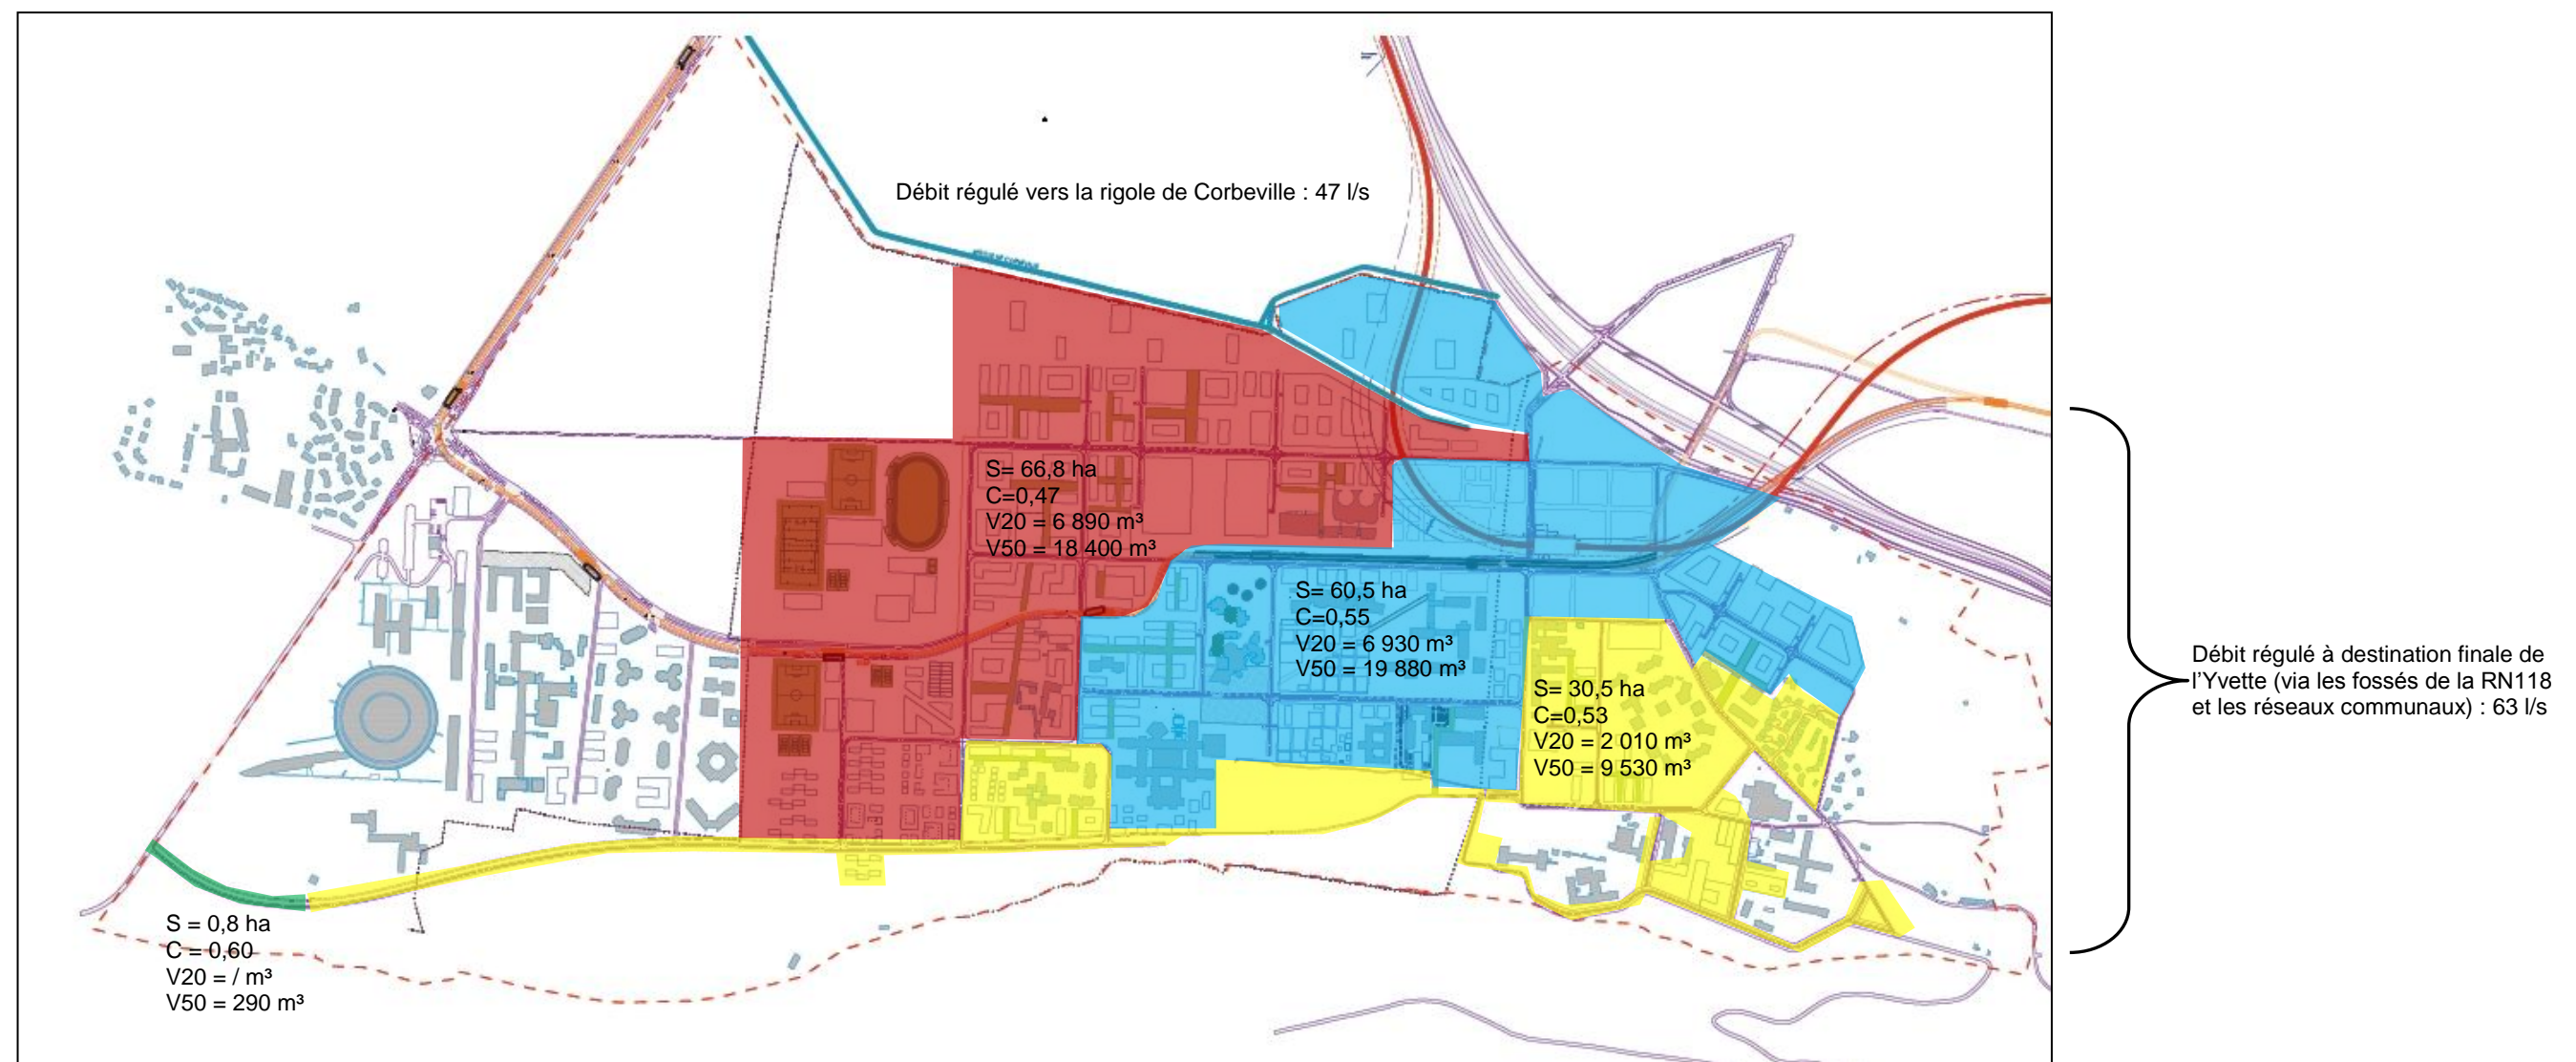 Débit régulé vers la rigole de Corbeville : 47 l/s
S= 66,8 ha
C=0,47
V20 = 6 890 m³
V50 = 18 400 m³
S= 60,5 ha
C=0,55
V20 = 6 930 m³
V50 = 19 880 m³
S= 30,5 ha
C=0,53
V20 = 2 010 m³
V50 = 9 530 m³
Débit régulé à destination finale de
l'Yvette (via les fossés de la RN118
et les réseaux communaux) : 63 l/s
S = 0,8 ha
C = 0,60
V20 = / m³
V50 = 290 m³